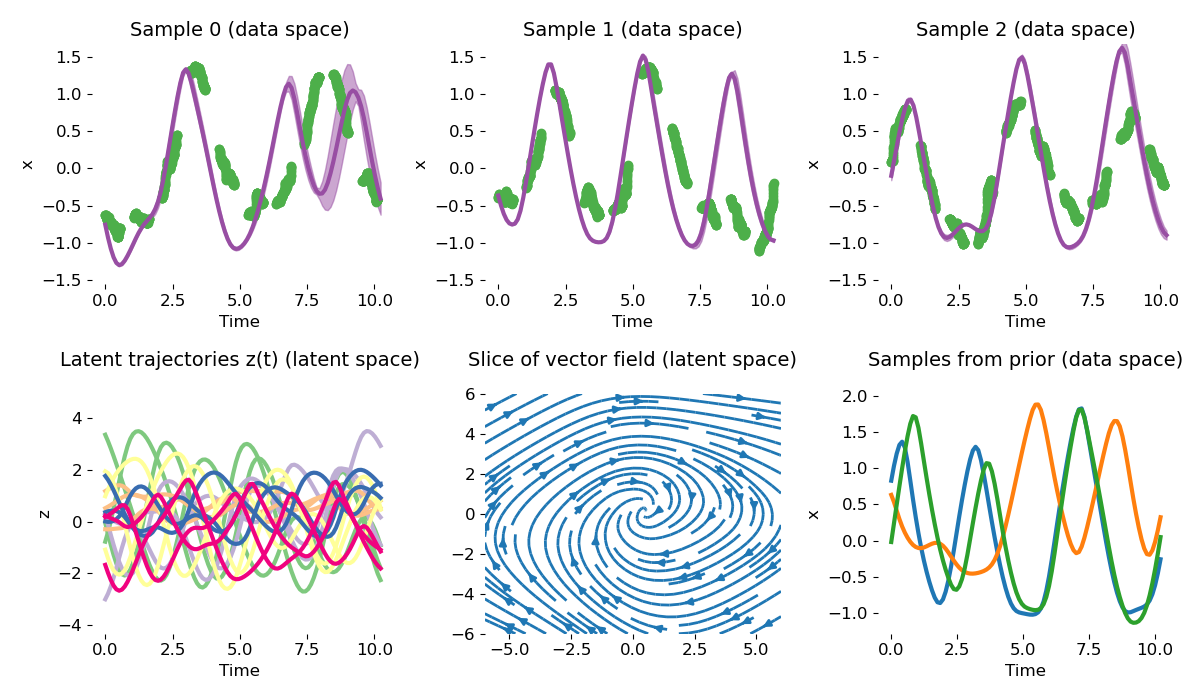 Sample 0 (data space)
Sample 1 (data space)
Sample 2 (data space)
1.5
1.0
0.5
0.0
−0.5
−1.0
−1.5
x
0.0 2.5 5.0 7.5 10.0
Time
1.5
1.0
0.5
0.0
−0.5
−1.0
−1.5
x
0.0 2.5 5.0 7.5 10.0
Time
1.5
1.0
0.5
0.0
−0.5
−1.0
−1.5
x
0.0 2.5 5.0 7.5 10.0
Time
Latent trajectories z(t) (latent space)
Slice of vector field (latent space)
Samples from prior (data space)
4
2
0
−2
−4
z
0.0 2.5 5.0 7.5 10.0
Time
6
4
2
0
−2
−4
−6
−5.0 −2.5 0.0 2.5 5.0
2.0
1.5
1.0
0.5
0.0
−0.5
−1.0
x
0.0 2.5 5.0 7.5 10.0
Time